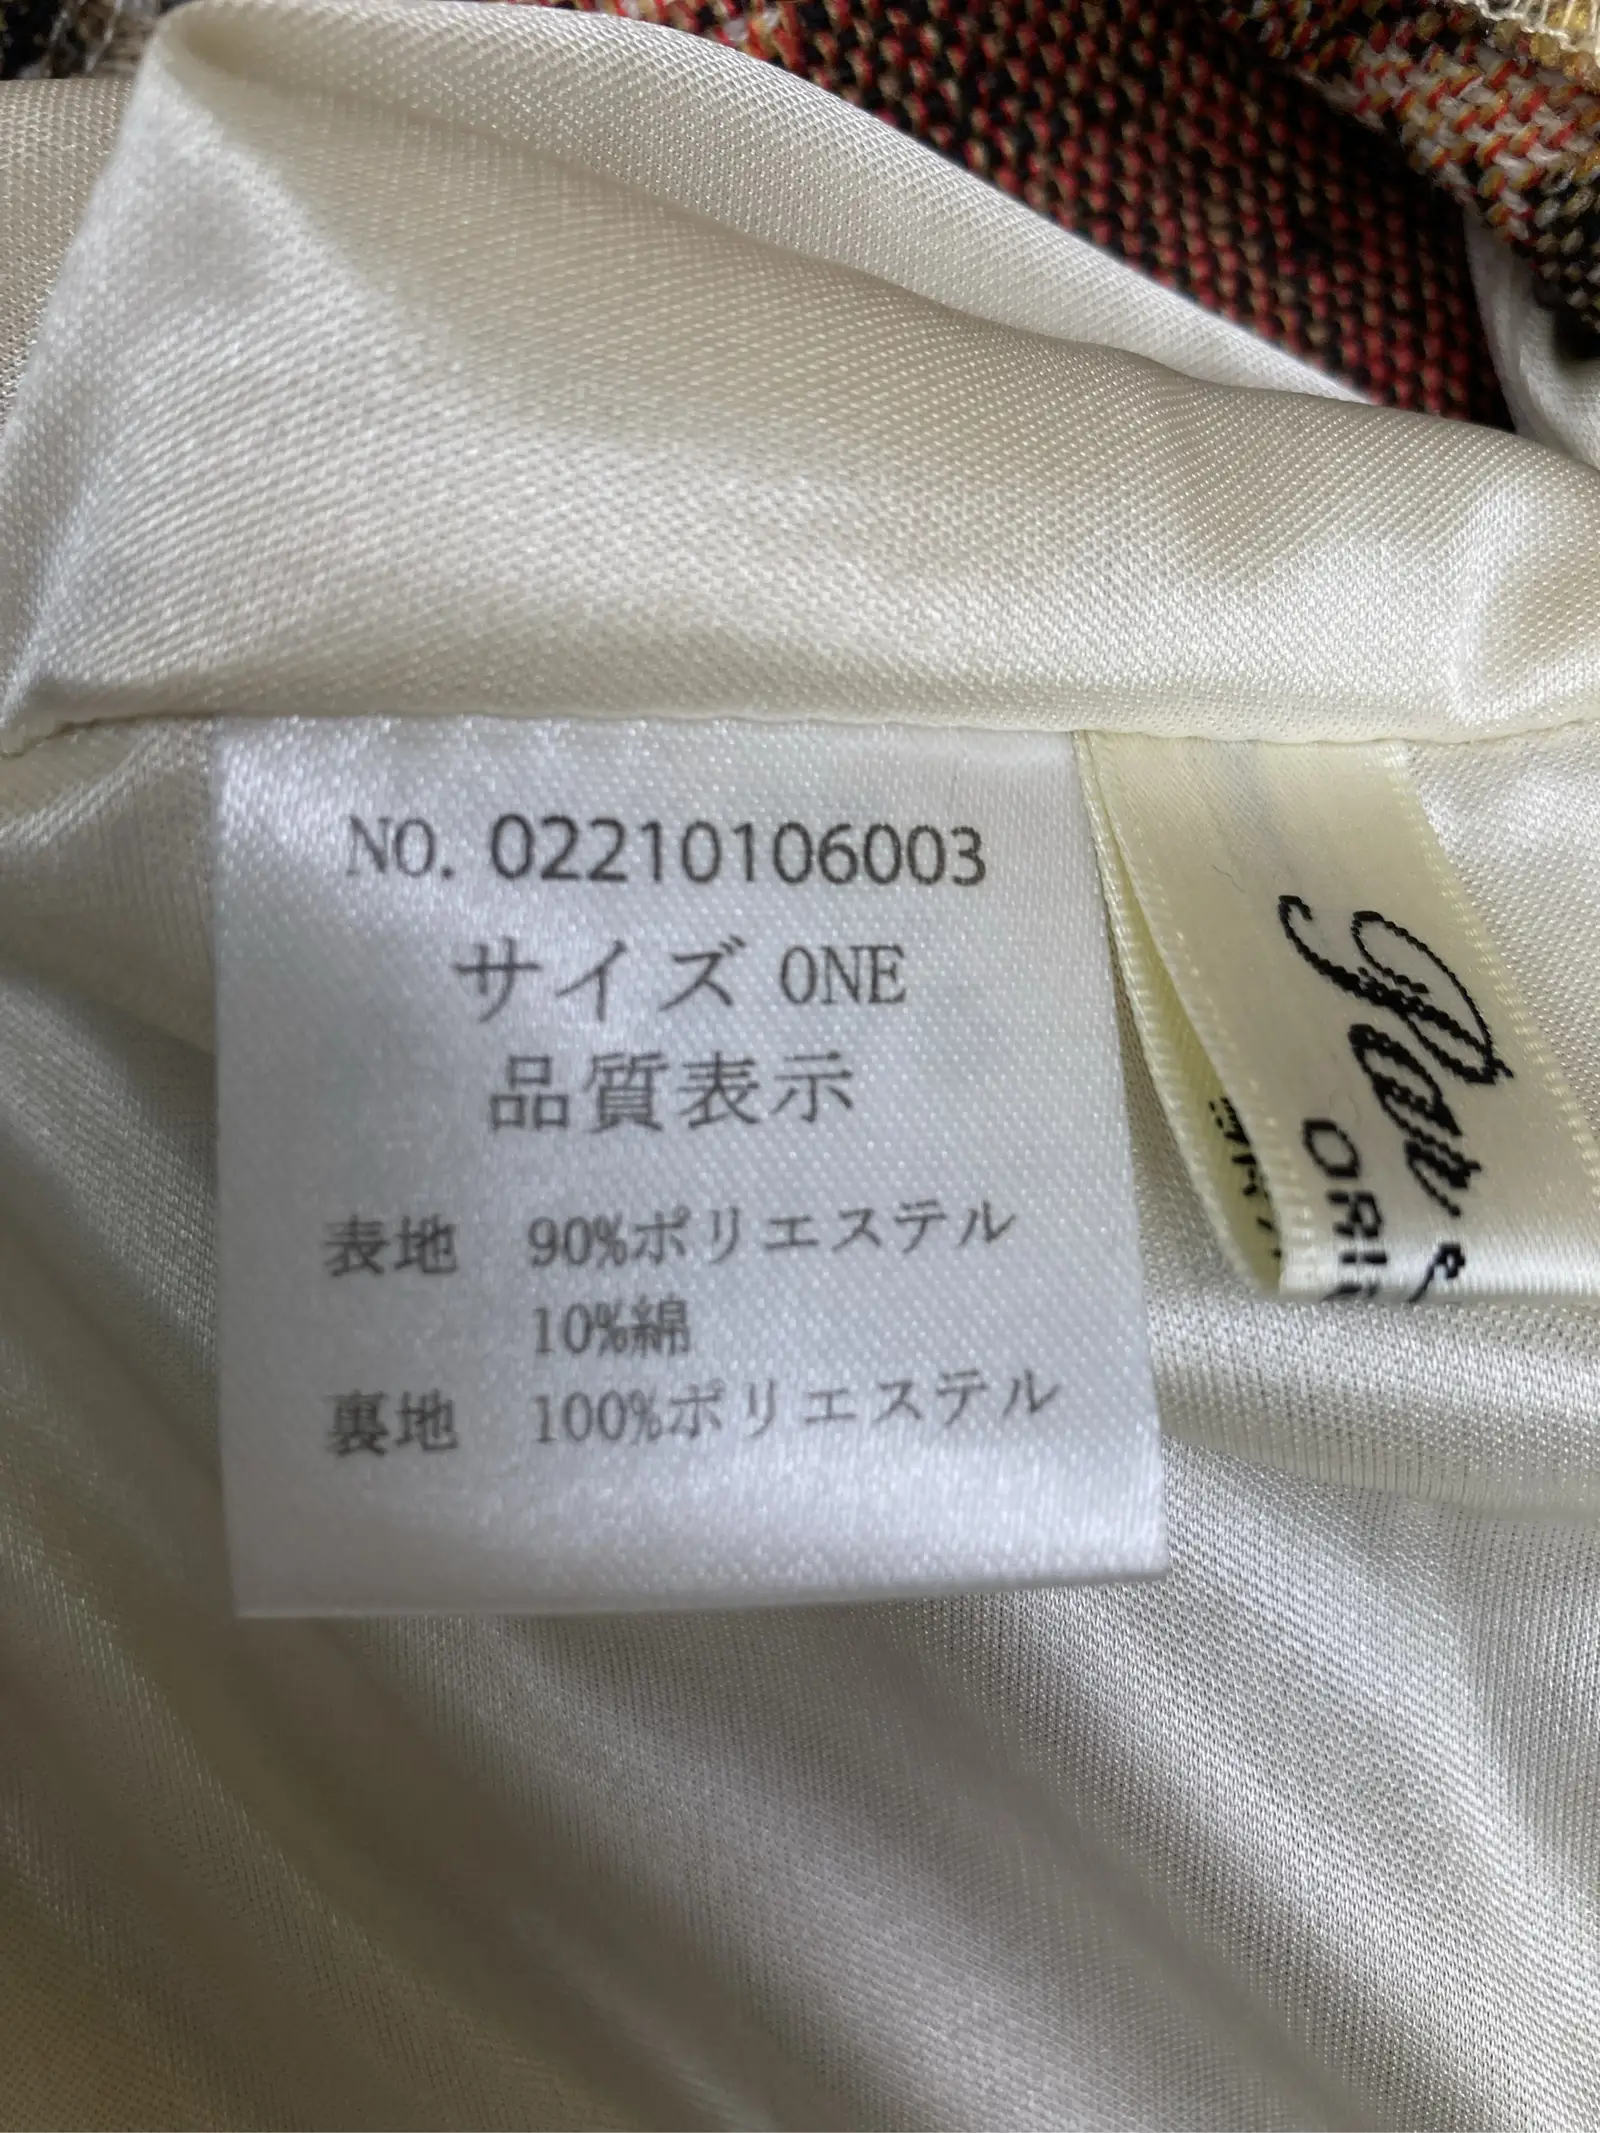 NO. 02210106003
サイズ ONE
品質表示
表地 90%ポリエステル
10%綿
裏地 100%ポリエステル